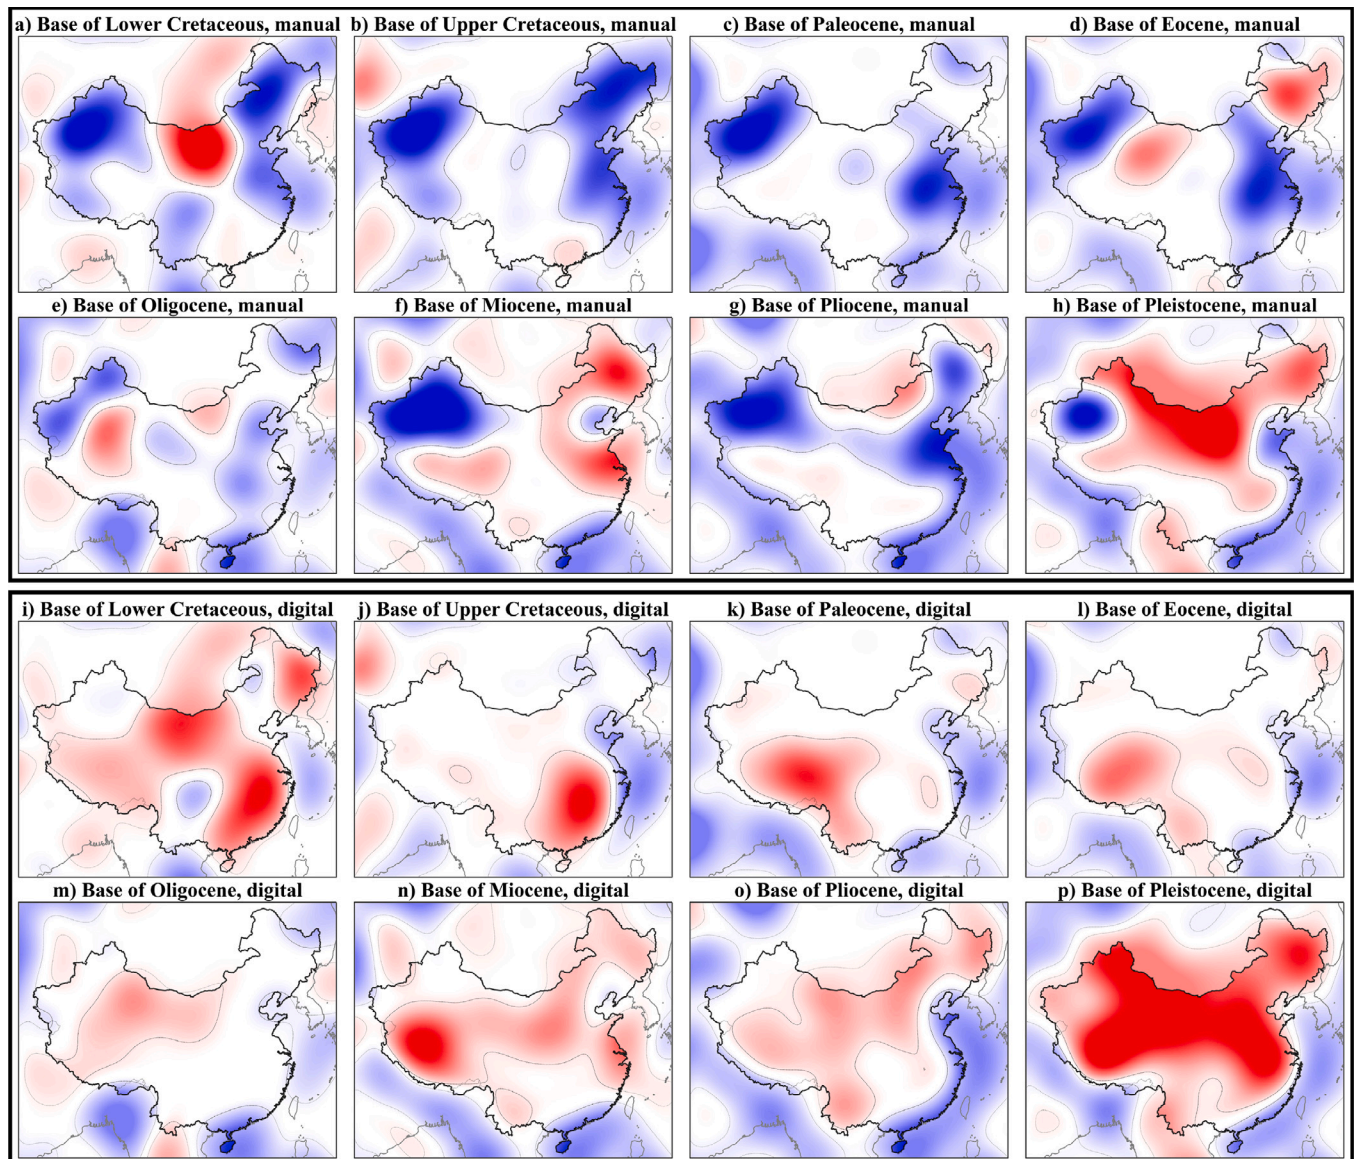 a) Base of Lower Cretaceous, manual b) Base of Upper Cretaceous, manual c) Base of Paleocene, manual d) Base of Eocene, manual
e) Base of Oligocene, manual f) Base of Miocene, manual g) Base of Pliocene, manual h) Base of Pleistocene, manual
i) Base of Lower Cretaceous, digital j) Base of Upper Cretaceous, digital k) Base of Paleocene, digital l) Base of Eocene, digital
m) Base of Oligocene, digital n) Base of Miocene, digital o) Base of Pliocene, digital p) Base of Pleistocene, digital